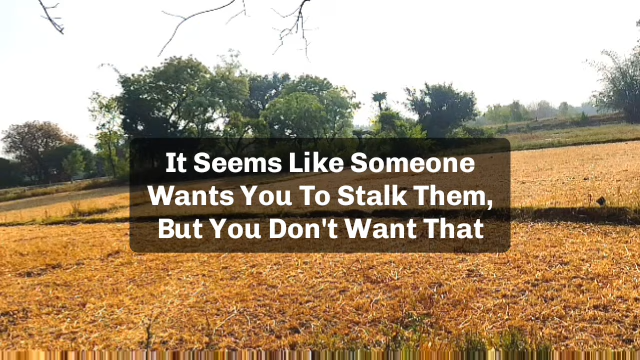 It Seems Like Someone
Wants You To Stalk Them,
But You Don't Want That